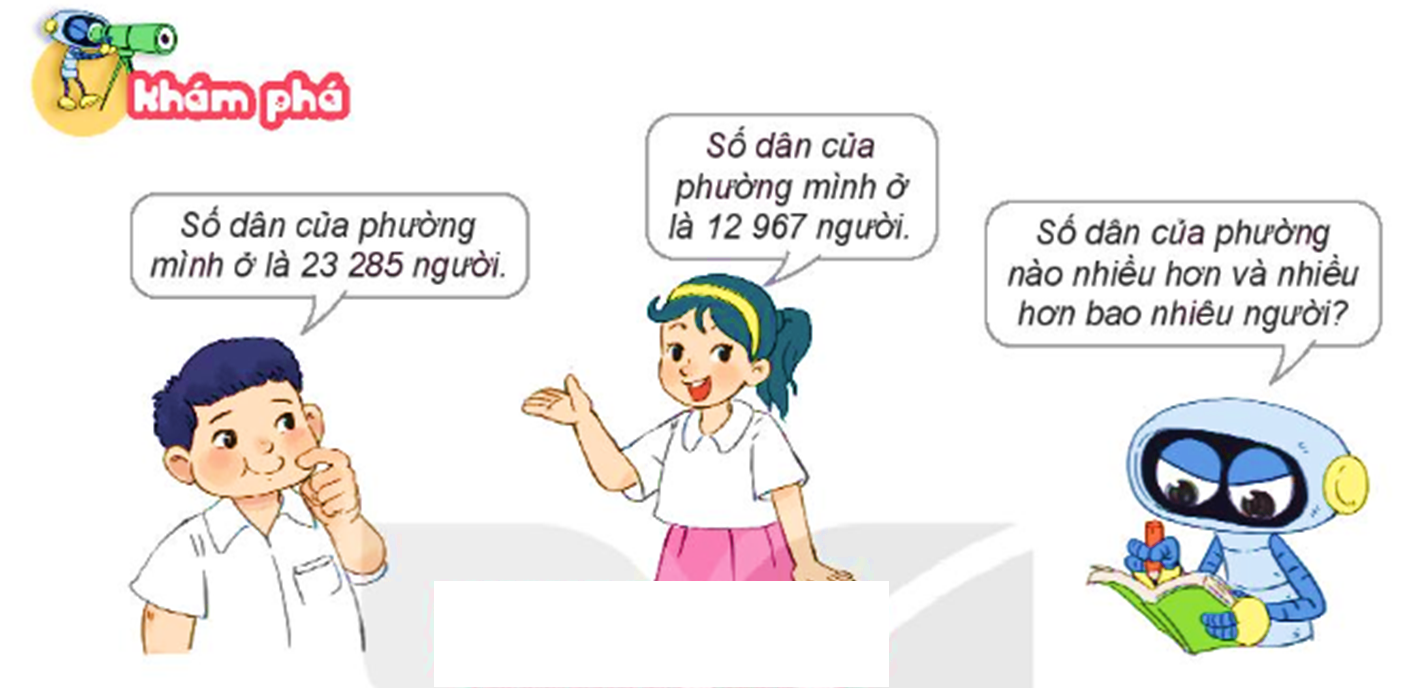 khám phá
Số dân của phường
mình ở là 23 285 người.
Số dân của
phường mình ở
là 12 967 người.
Số dân của phường
nào nhiều hơn và nhiều
hơn bao nhiêu người?